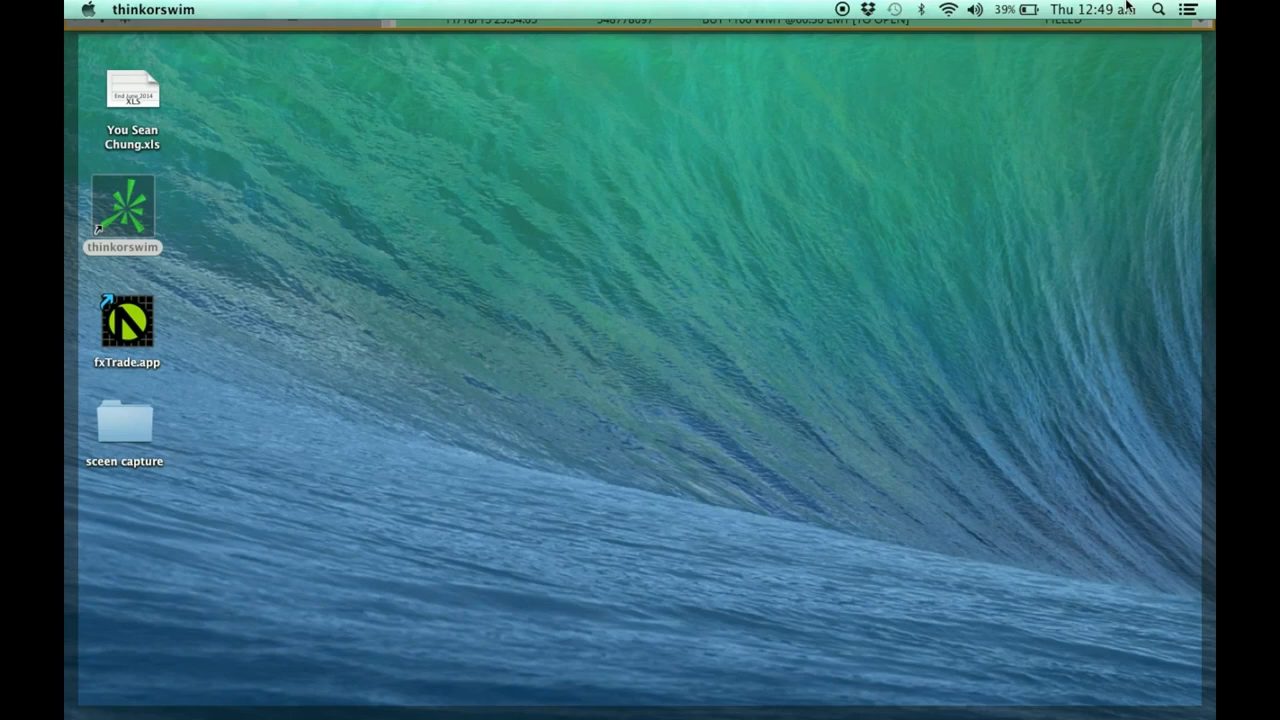 thinkorswim
39%
Thu 12:49 am
End June 2014
XLS
You Sean
Chung.xls
thinkorswim
fxTrade.app
sceen capture